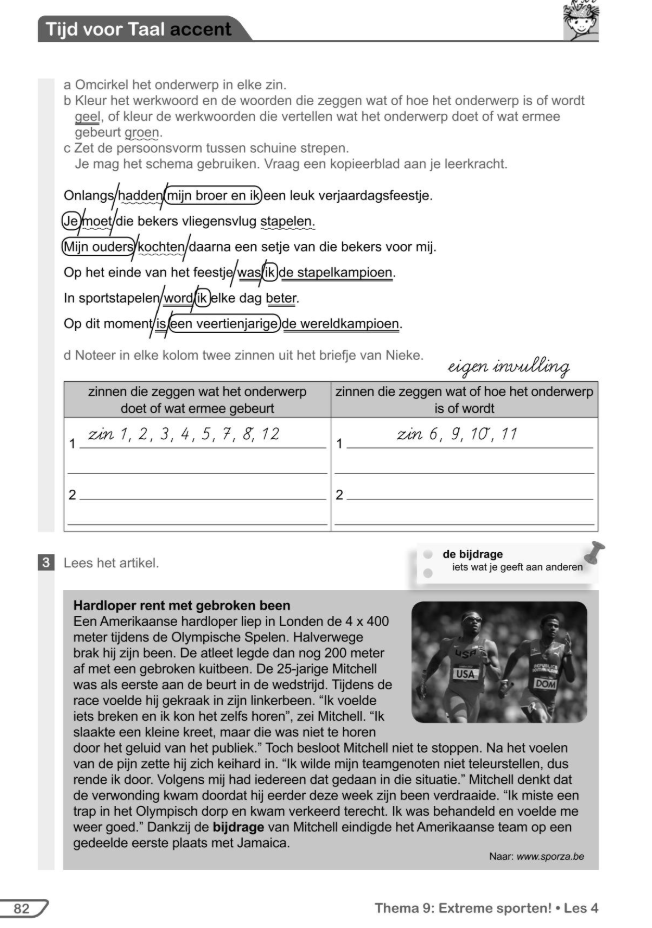 Tijd voor Taal accent
a Omcirkel het onderwerp in elke zin.
b Kleur het werkwoord en de woorden die zeggen wat of hoe het onderwerp is of wordt
geel, of kleur de werkwoorden die vertellen wat het onderwerp doet of wat ermee
gebeurt groen.
c Zet de persoonsvorm tussen schuine strepen.
Je mag het schema gebruiken. Vraag een kopieerblad aan je leerkracht.
Onlangs/hadden/mijn broer en ik een leuk verjaardagsfeestje.
Je/moet/die bekers vliegensvlug stapelen.
Mijn ouders/kochten/daarna een setje van die bekers voor mij.
Op het einde van het feestje/was/ik de stapelkampioen.
In sportstapelen/word/ik elke dag beter.
Op dit moment/is/een veertienjarige de wereldkampioen.
d Noteer in elke kolom twee zinnen uit het briefje van Nieke.
eigen invulling
zinnen die zeggen wat het onderwerp
doet of wat ermee gebeurt
zinnen die zeggen wat of hoe het onderwerp
is of wordt
1 zin 1, 2, 3, 4, 5, 7, 8, 12
1 zin 6, 9, 10, 11
2
2
3 Lees het artikel.
de bijdrage
iets wat je geeft aan anderen
Hardloper rent met gebroken been
Een Amerikaanse hardloper liep in Londen de 4 x 400
meter tijdens de Olympische Spelen. Halverwege
brak hij zijn been. De atleet legde dan nog 200 meter
af met een gebroken kuitbeen. De 25-jarige Mitchell
was als eerste aan de beurt in de wedstrijd. Tijdens de
race voelde hij gekraak in zijn linkerbeen. “Ik voelde
iets breken en ik kon het zelfs horen”, zei Mitchell. “Ik
slaakte een kleine kreet, maar die was niet te horen
door het geluid van het publiek.” Toch besloot Mitchell niet te stoppen. Na het voelen
van de pijn zette hij zich keihard in. “Ik wilde mijn teamgenoten niet teleurstellen, dus
rende ik door. Volgens mij had iedereen dat gedaan in die situatie.” Mitchell denkt dat
de verwonding kwam doordat hij eerder deze week zijn been verdraaide. “Ik miste een
trap in het Olympisch dorp en kwam verkeerd terecht. Ik was behandeld en voelde me
weer goed.” Dankzij de bijdrage van Mitchell eindigde het Amerikaanse team op een
gedeelde eerste plaats met Jamaica.
USA
USA
DOM
Naar: www.sporza.be
82
Thema 9: Extreme sporten! • Les 4